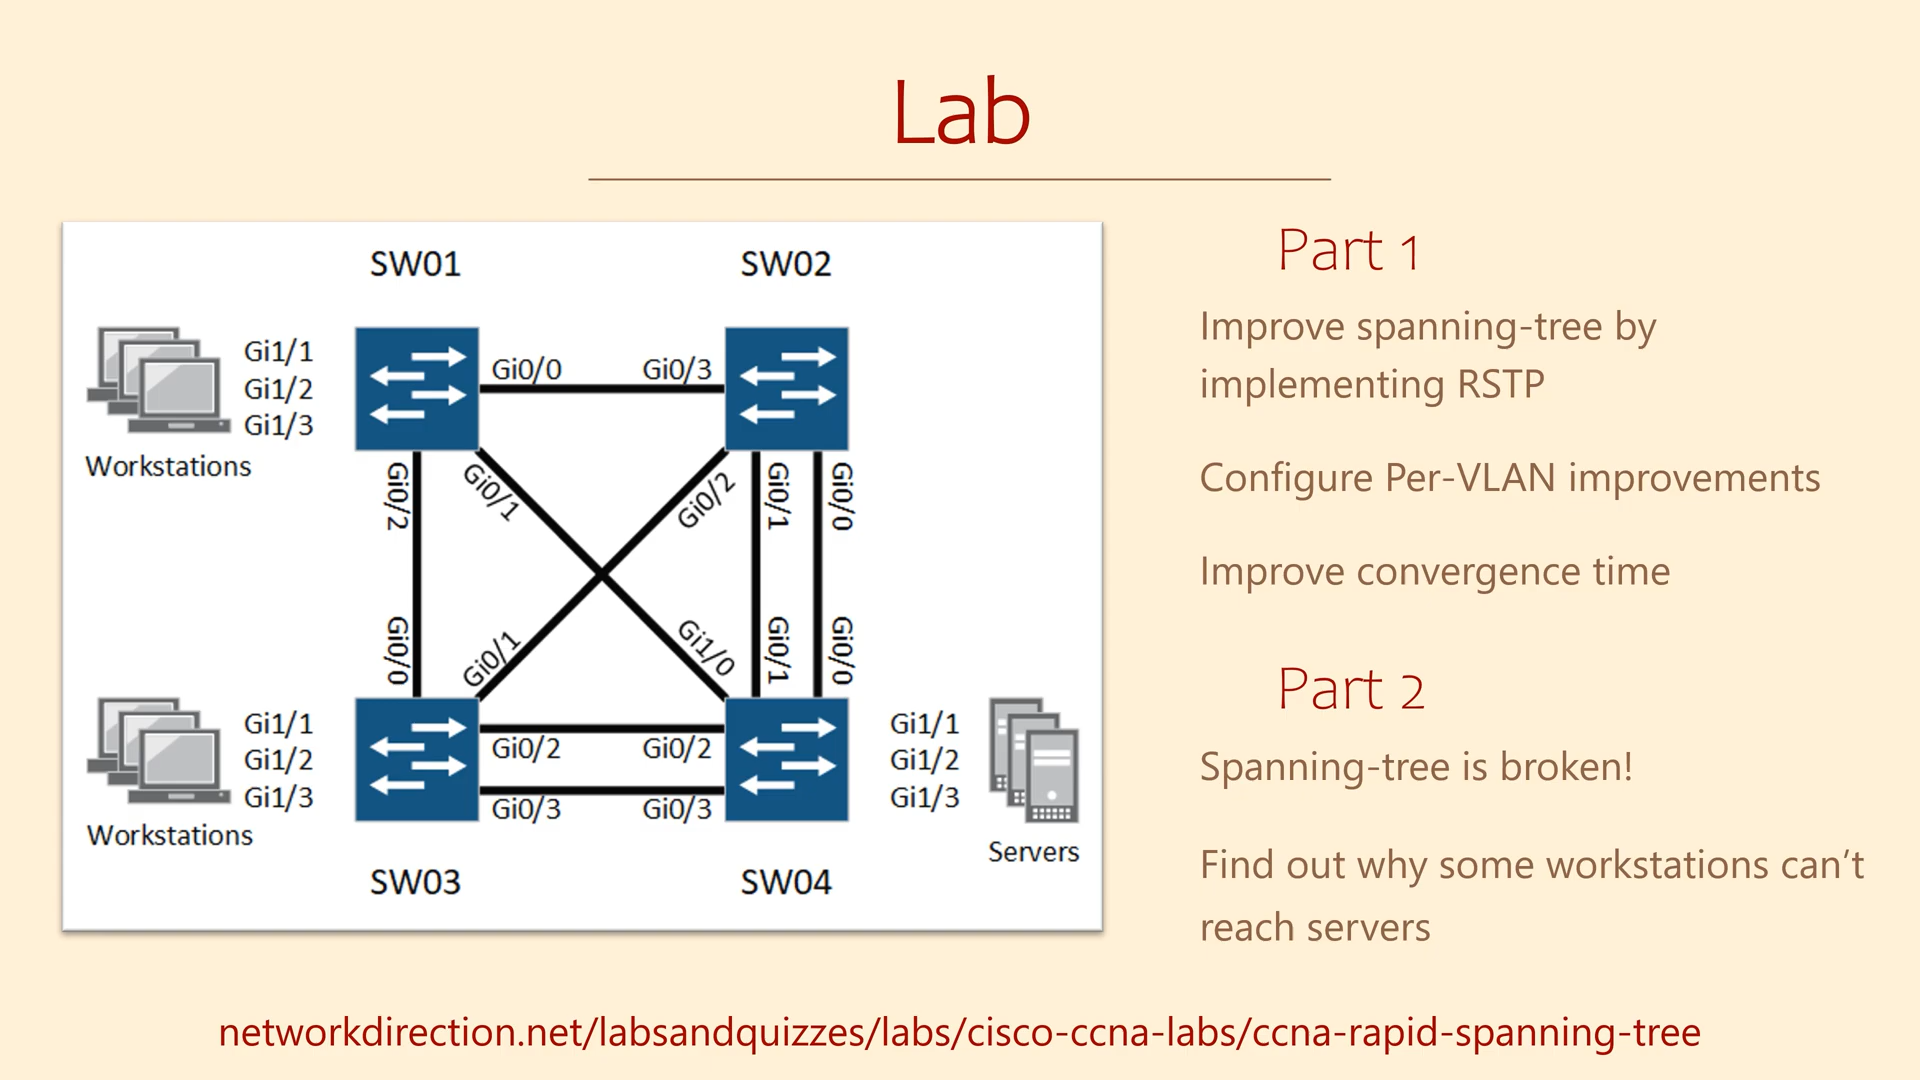 Lab
SW01
SW02
Gi1/1
Gi1/2
Gi1/3
Workstations
Gi0/0
Gi0/3
Gi0/2
Gi0/1
Gi0/2
Gi0/1
Gi0/0
Gi0/0
Gi0/1
Gi1/0
Gi0/1
Gi0/0
Gi1/1
Gi1/2
Gi1/3
Workstations
Gi0/2
Gi0/2
Gi0/3
Gi0/3
Gi1/1
Gi1/2
Gi1/3
Servers
SW03
SW04
Part 1
Improve spanning-tree by
implementing RSTP
Configure Per-VLAN improvements
Improve convergence time
Part 2
Spanning-tree is broken!
Find out why some workstations can’t
reach servers
networkdirection.net/labsandquizzes/labs/cisco-ccna-labs/ccna-rapid-spanning-tree